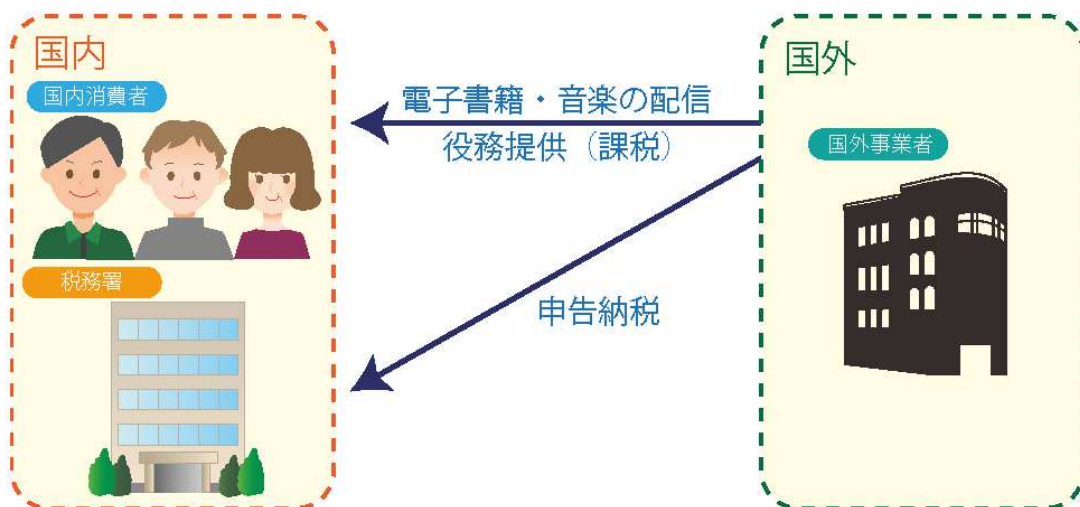 国内
国内消費者
税務署
電子書籍・音楽の配信
役務提供（課税）
申告納税
国外
国外事業者